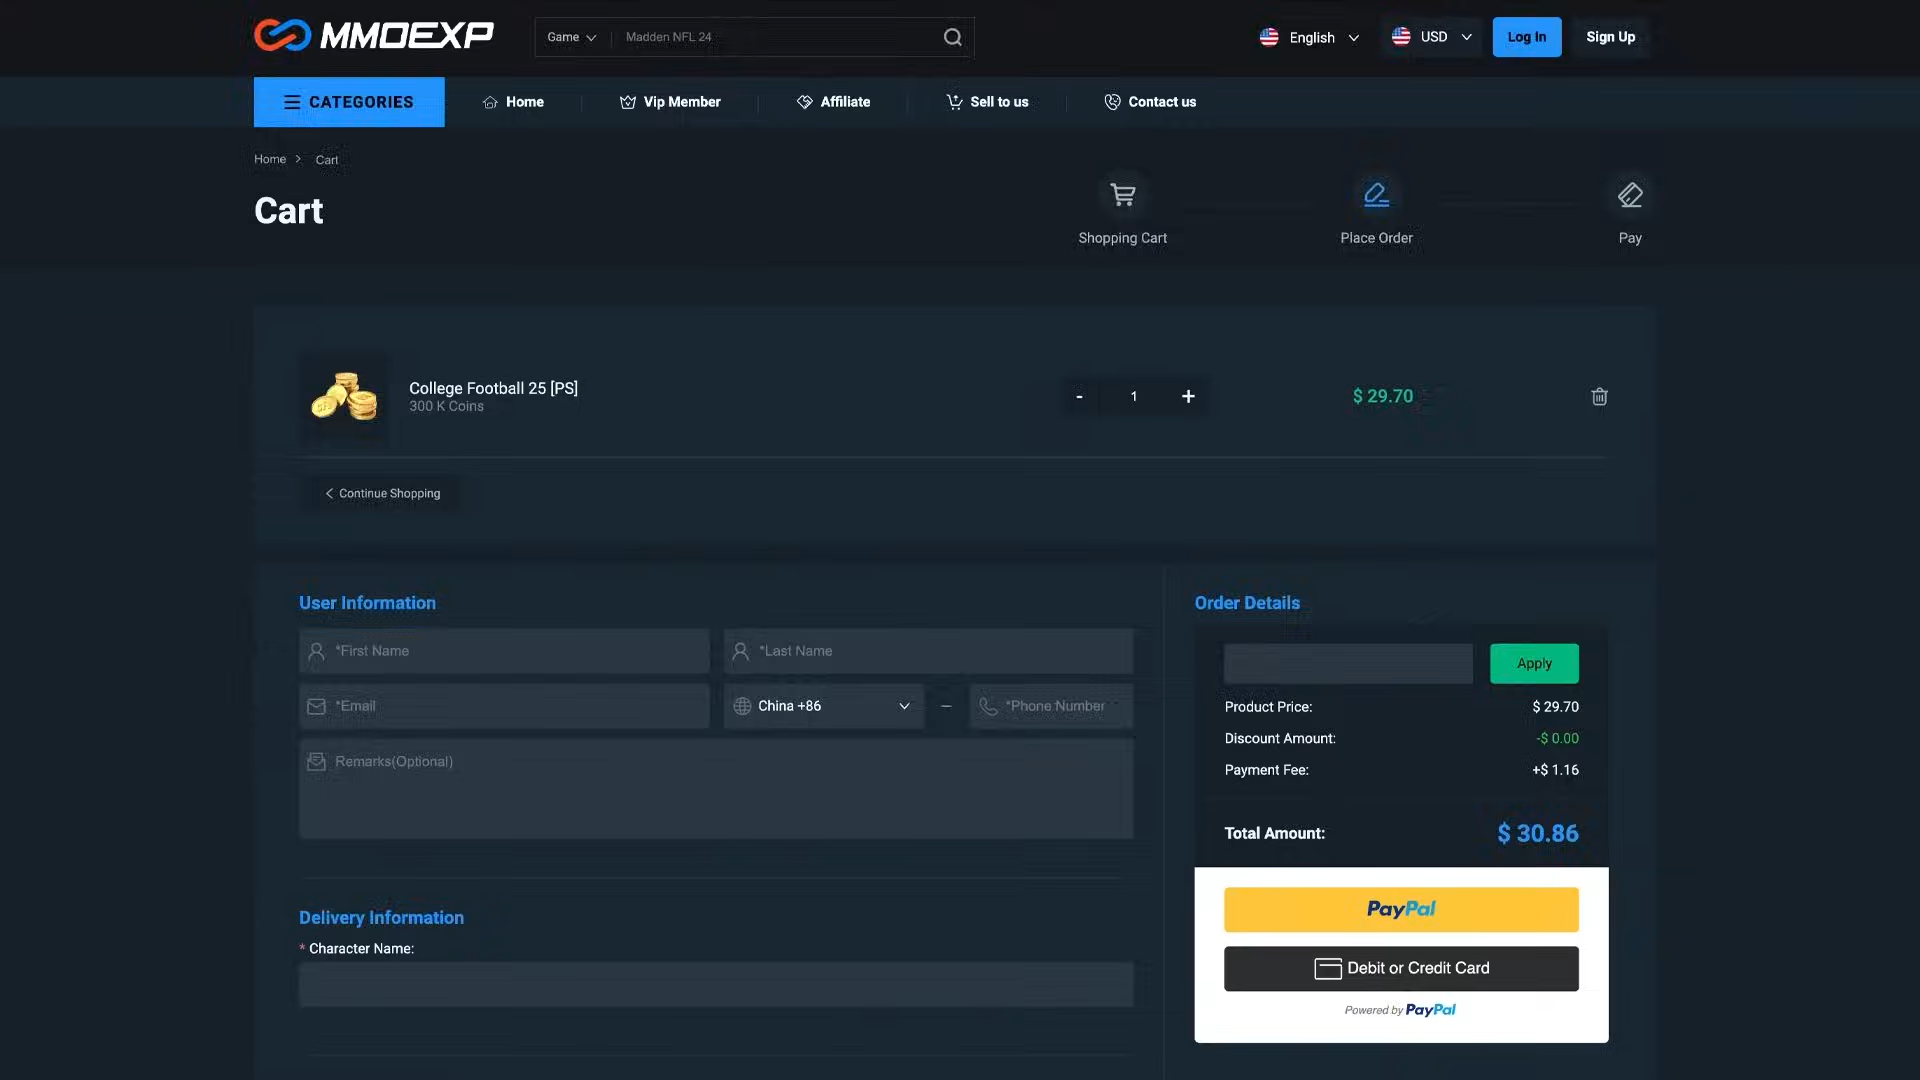 MMOEXP
Game
Madden NFL 24
English
USD
Log In
Sign Up
CATEGORIES
Home
Vip Member
Affiliate
Sell to us
Contact us
Home > Cart
Cart
Shopping Cart
Place Order
Pay
College Football 25 [PS]
300 K Coins
- 1 +
$ 29.70
< Continue Shopping
User Information
*First Name
*Last Name
*Email
China +86
–
*Phone Number
Remarks(Optional)
Delivery Information
* Character Name:
Order Details
Apply
Product Price: $ 29.70
Discount Amount: -$ 0.00
Payment Fee: +$ 1.16
Total Amount: $ 30.86
PayPal
Debit or Credit Card
Powered by PayPal